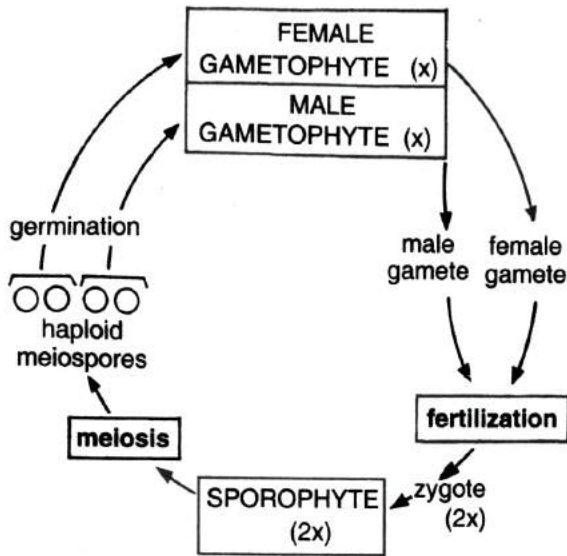 FEMALE
GAMETOPHYTE (x)
MALE
GAMETOPHYTE (x)
germination
haploid
meiospores
male
gamete
female
gamete
meiosis
fertilization
SPOROPHYTE
(2x)
zygote
(2x)